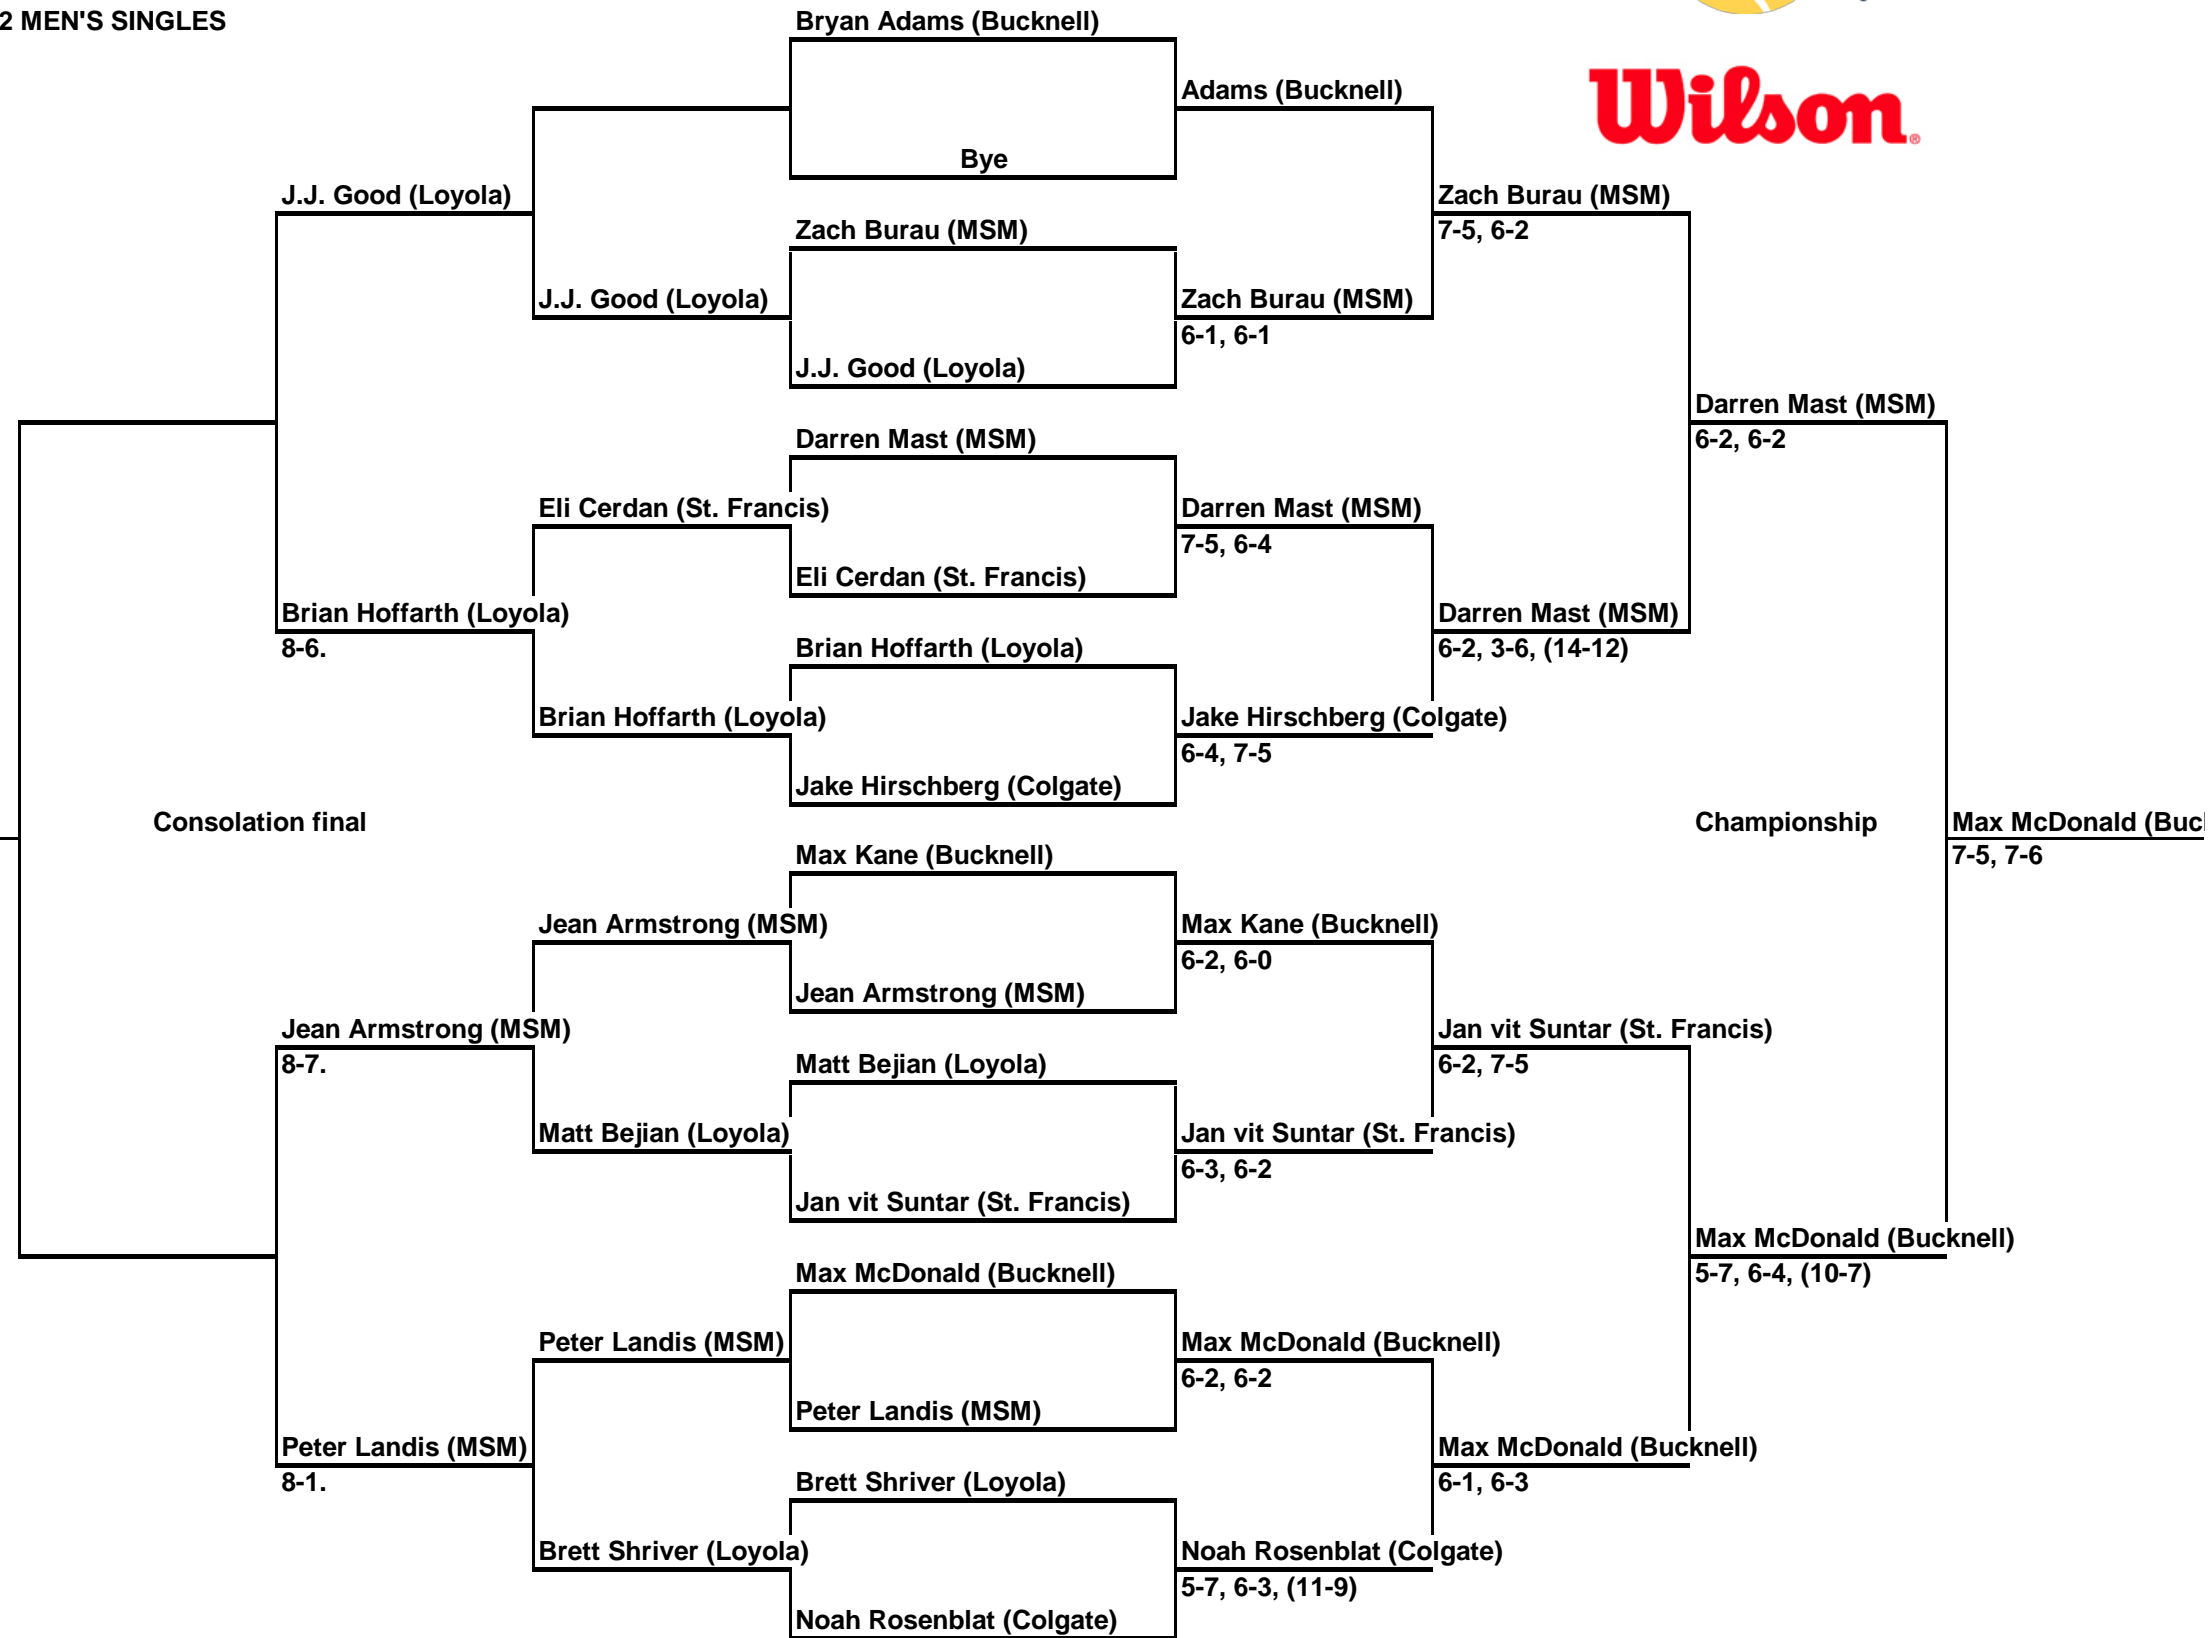 2 MEN'S SINGLES
Bryan Adams (Bucknell)
Adams (Bucknell)
Wilson®
Bye
J.J. Good (Loyola)
Zach Burau (MSM)
Zach Burau (MSM)
7-5, 6-2
J.J. Good (Loyola)
Zach Burau (MSM)
6-1, 6-1
J.J. Good (Loyola)
Darren Mast (MSM)
Darren Mast (MSM)
6-2, 6-2
Eli Cerdan (St. Francis)
Darren Mast (MSM)
7-5, 6-4
Eli Cerdan (St. Francis)
Brian Hoffarth (Loyola)
8-6.
Darren Mast (MSM)
6-2, 3-6, (14-12)
Brian Hoffarth (Loyola)
Brian Hoffarth (Loyola)
Jake Hirschberg (Colgate)
6-4, 7-5
Jake Hirschberg (Colgate)
Consolation final
Championship
Max McDonald (Buc
7-5, 7-6
Max Kane (Bucknell)
Jean Armstrong (MSM)
Max Kane (Bucknell)
6-2, 6-0
Jean Armstrong (MSM)
Jean Armstrong (MSM)
8-7.
Jan vit Suntar (St. Francis)
6-2, 7-5
Matt Bejian (Loyola)
Matt Bejian (Loyola)
Jan vit Suntar (St. Francis)
6-3, 6-2
Jan vit Suntar (St. Francis)
Max McDonald (Bucknell)
5-7, 6-4, (10-7)
Max McDonald (Bucknell)
Peter Landis (MSM)
Max McDonald (Bucknell)
6-2, 6-2
Peter Landis (MSM)
Peter Landis (MSM)
8-1.
Max McDonald (Bucknell)
6-1, 6-3
Brett Shriver (Loyola)
Brett Shriver (Loyola)
Noah Rosenblat (Colgate)
5-7, 6-3, (11-9)
Noah Rosenblat (Colgate)